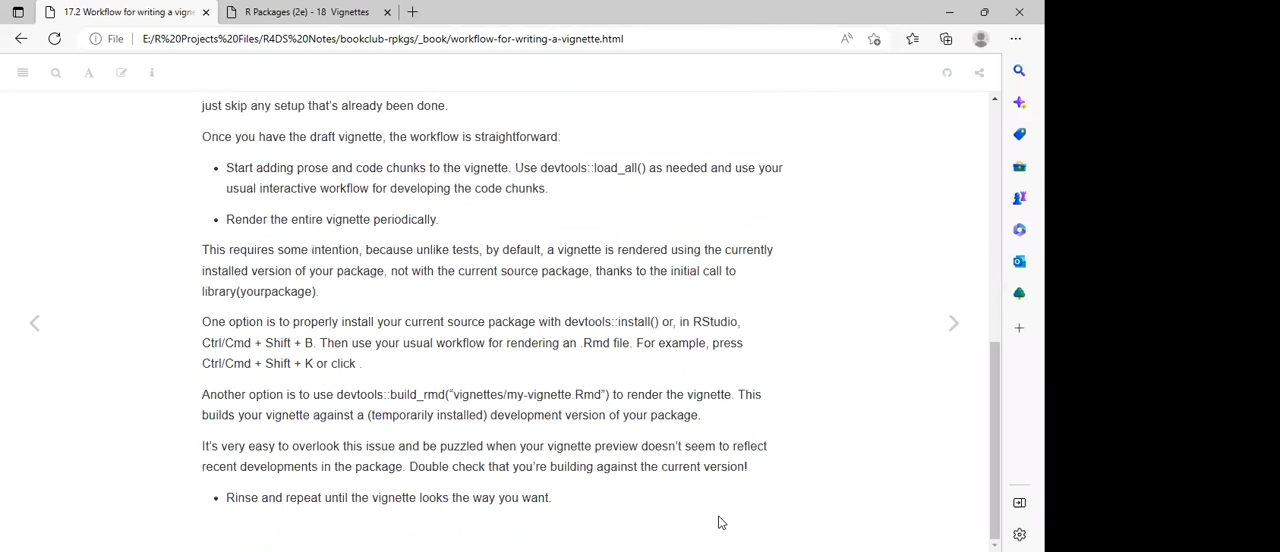 17.2 Workflow for writing a vigne
R Packages (2e) - 18 Vignettes
File
E:/R%20Projects%20Files/R4DS%20Notes/bookclub-rpkgs/_book/workflow-for-writing-a-vignette.html
just skip any setup that's already been done.
Once you have the draft vignette, the workflow is straightforward:
• Start adding prose and code chunks to the vignette. Use devtools::load_all() as needed and use your
usual interactive workflow for developing the code chunks.
• Render the entire vignette periodically.
This requires some intention, because unlike tests, by default, a vignette is rendered using the currently
installed version of your package, not with the current source package, thanks to the initial call to
library(yourpackage).
One option is to properly install your current source package with devtools::install() or, in RStudio,
Ctrl/Cmd + Shift + B. Then use your usual workflow for rendering an .Rmd file. For example, press
Ctrl/Cmd + Shift + K or click .
Another option is to use devtools::build_rmd("vignettes/my-vignette.Rmd") to render the vignette. This
builds your vignette against a (temporarily installed) development version of your package.
It's very easy to overlook this issue and be puzzled when your vignette preview doesn't seem to reflect
recent developments in the package. Double check that you're building against the current version!
• Rinse and repeat until the vignette looks the way you want.